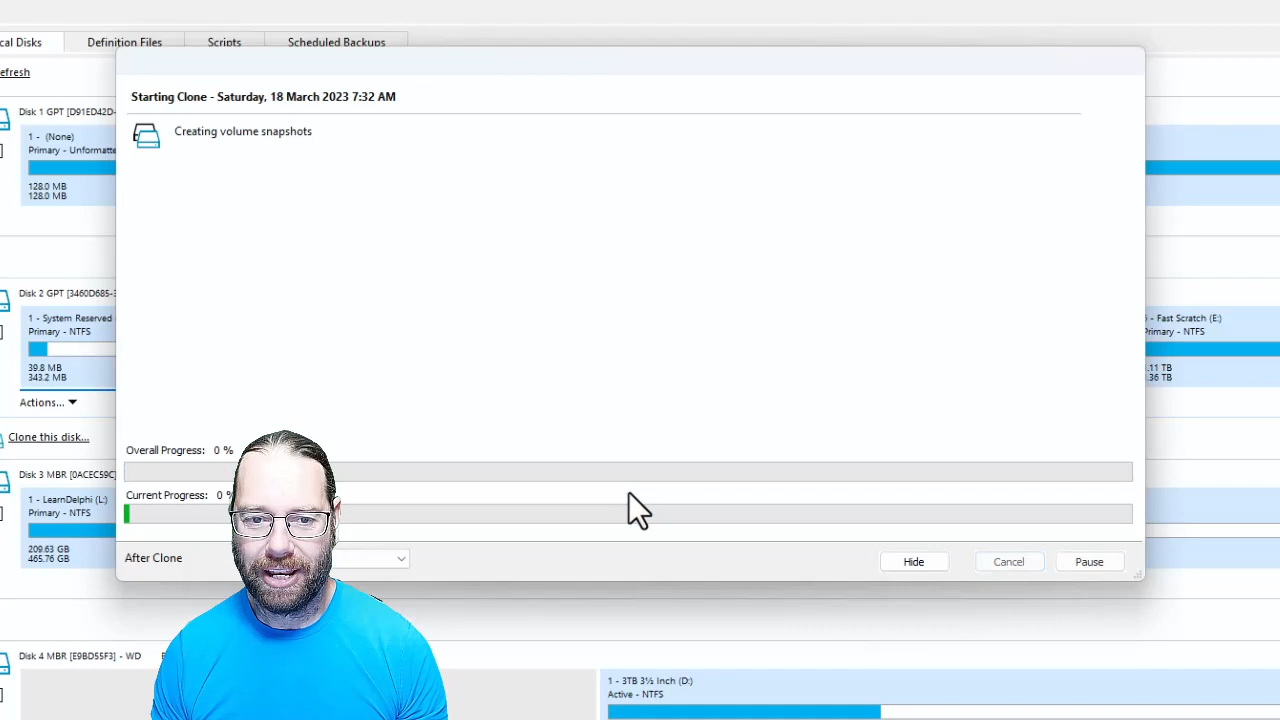 cal Disks
Definition Files
Scripts
Scheduled Backups
efresh
Starting Clone - Saturday, 18 March 2023 7:32 AM
Creating volume snapshots
Disk 1 GPT [D91ED42D-
1 - (None)
Primary - Unformatte
128.0 MB
128.0 MB
Disk 2 GPT [3460D685-3
1 - System Reserved
Primary - NTFS
39.8 MB
343.2 MB
- Fast Scratch (E:)
Primary - NTFS
.11 TB
.36 TB
Actions...
Clone this disk...
Overall Progress: 0 %
Disk 3 MBR [0ACEC59C]
Current Progress: 0 %
1 - LearnDelphi (L:)
Primary - NTFS
209.63 GB
465.76 GB
After Clone
Hide
Cancel
Pause
Disk 4 MBR [E9BD55F3] - WD
1 - 3TB 3½ Inch (D:)
Active - NTFS